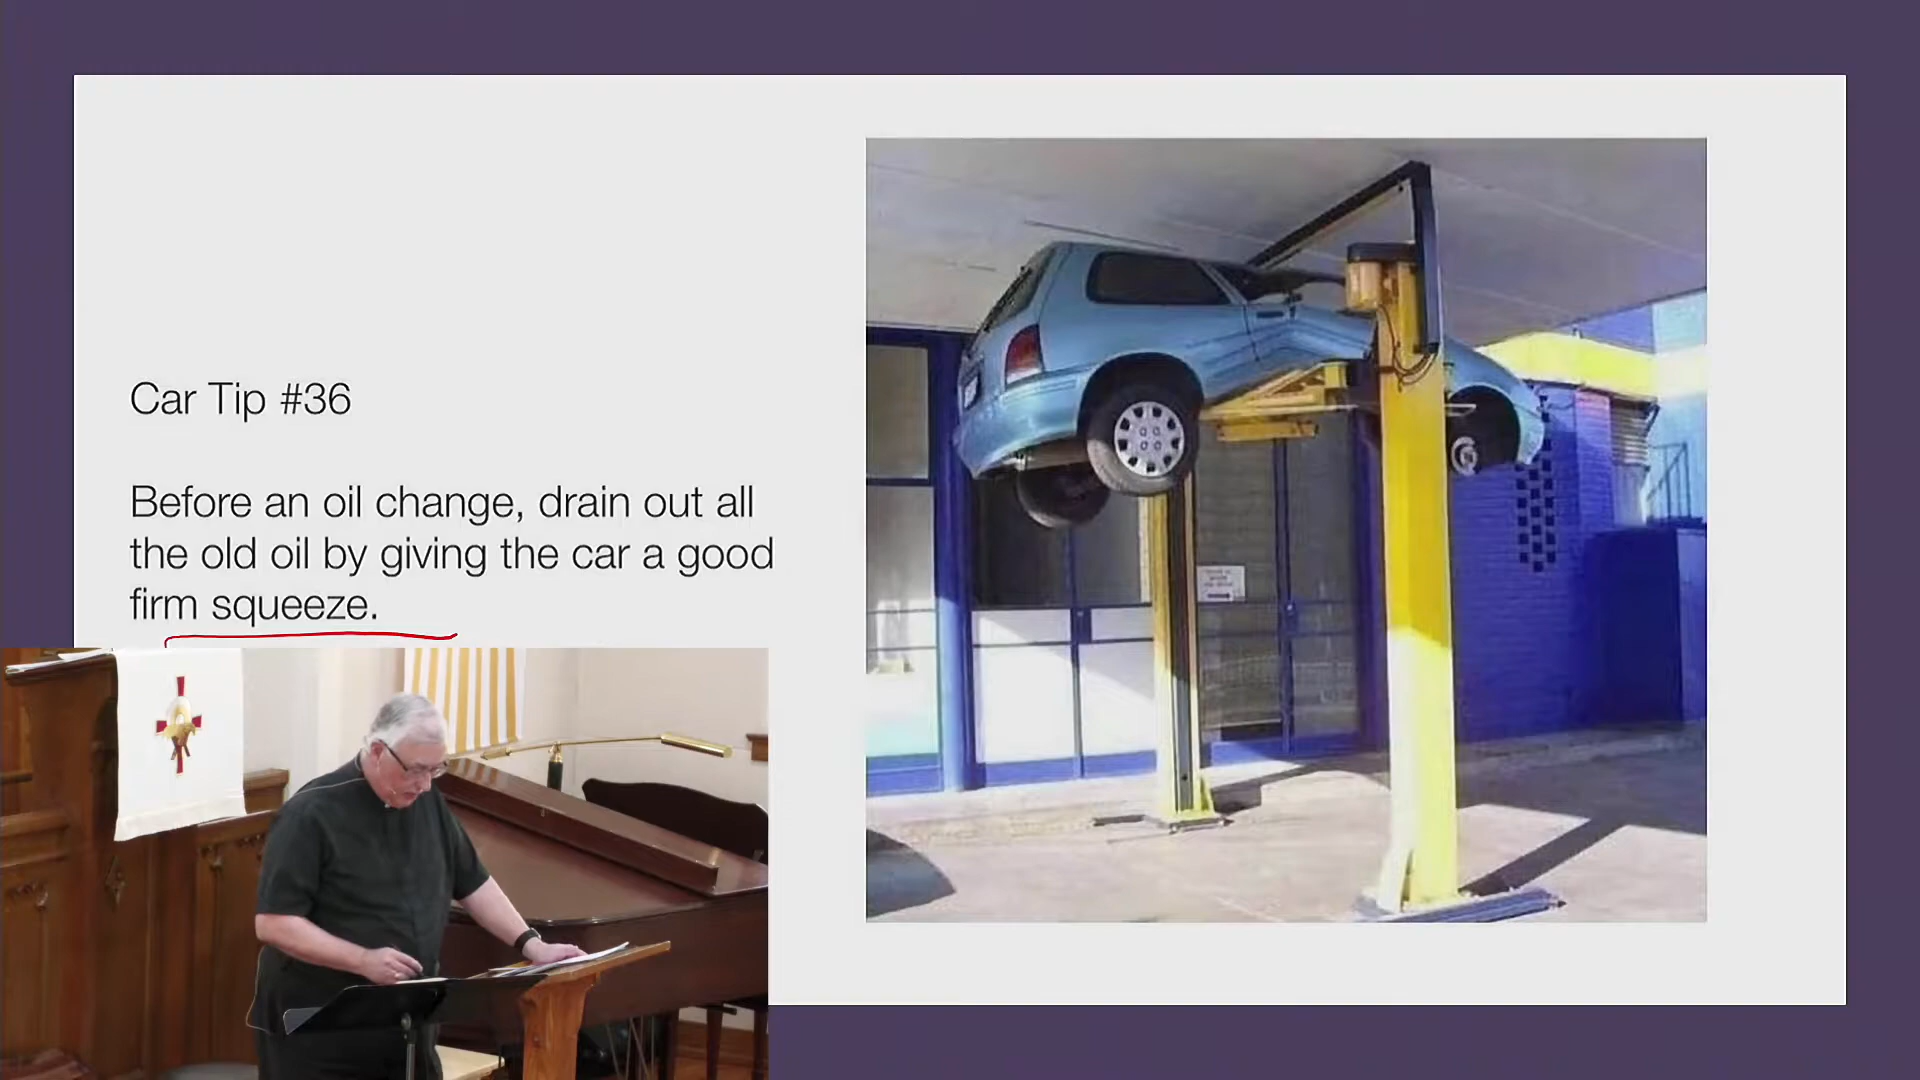 Car Tip #36
Before an oil change, drain out all
the old oil by giving the car a good
firm squeeze.